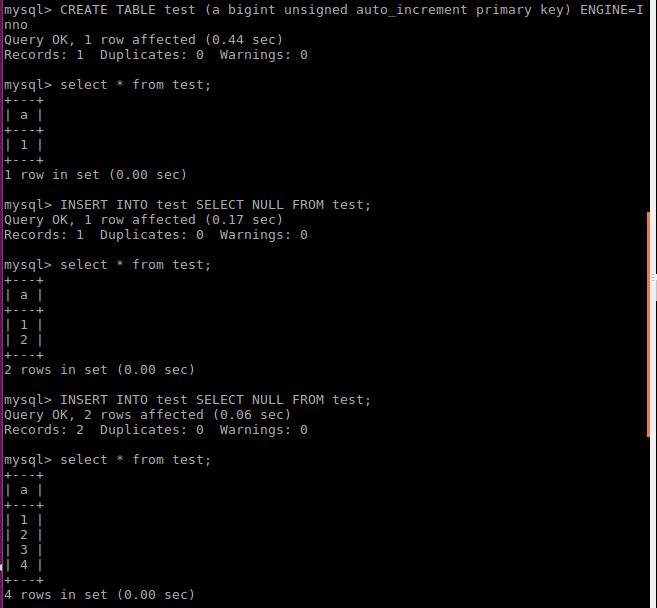 mysql> CREATE TABLE test (a bigint unsigned auto_increment primary key) ENGINE=I
nno
Query OK, 1 row affected (0.44 sec)
Records: 1  Duplicates: 0  Warnings: 0
mysql> select * from test;
+---+
| a |
+---+
| 1 |
+---+
1 row in set (0.00 sec)
mysql> INSERT INTO test SELECT NULL FROM test;
Query OK, 1 row affected (0.17 sec)
Records: 1  Duplicates: 0  Warnings: 0
mysql> select * from test;
+---+
| a |
+---+
| 1 |
| 2 |
+---+
2 rows in set (0.00 sec)
mysql> INSERT INTO test SELECT NULL FROM test;
Query OK, 2 rows affected (0.06 sec)
Records: 2  Duplicates: 0  Warnings: 0
mysql> select * from test;
+---+
| a |
+---+
| 1 |
| 2 |
| 3 |
| 4 |
+---+
4 rows in set (0.00 sec)